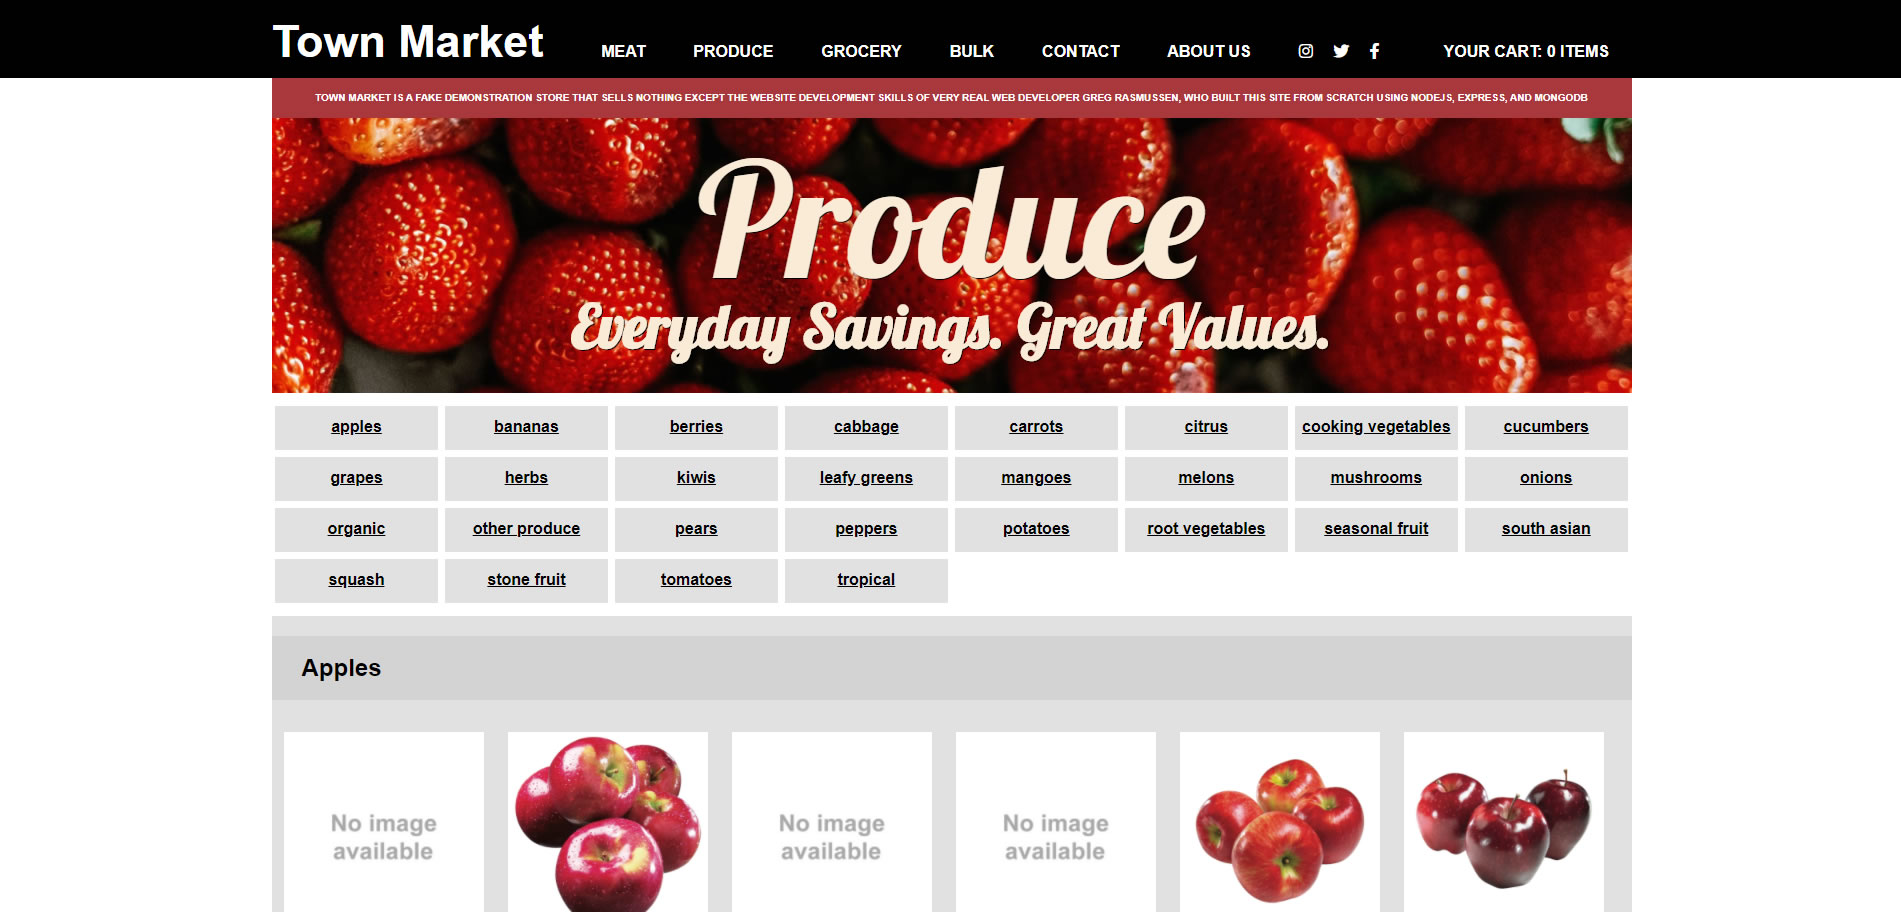 Town Market MEAT PRODUCE GROCERY BULK CONTACT ABOUT US YOUR CART: 0 ITEMS
TOWN MARKET IS A FAKE DEMONSTRATION STORE THAT SELLS NOTHING EXCEPT THE WEBSITE DEVELOPMENT SKILLS OF VERY REAL WEB DEVELOPER GREG RASMUSSEN, WHO BUILT THIS SITE FROM SCRATCH USING NODEJS, EXPRESS, AND MONGODB
Produce
Everyday Savings. Great Values.
apples bananas berries cabbage carrots citrus cooking vegetables cucumbers
grapes herbs kiwis leafy greens mangoes melons mushrooms onions
organic other produce pears peppers potatoes root vegetables seasonal fruit south asian
squash stone fruit tomatoes tropical
Apples
No image available
No image available
No image available